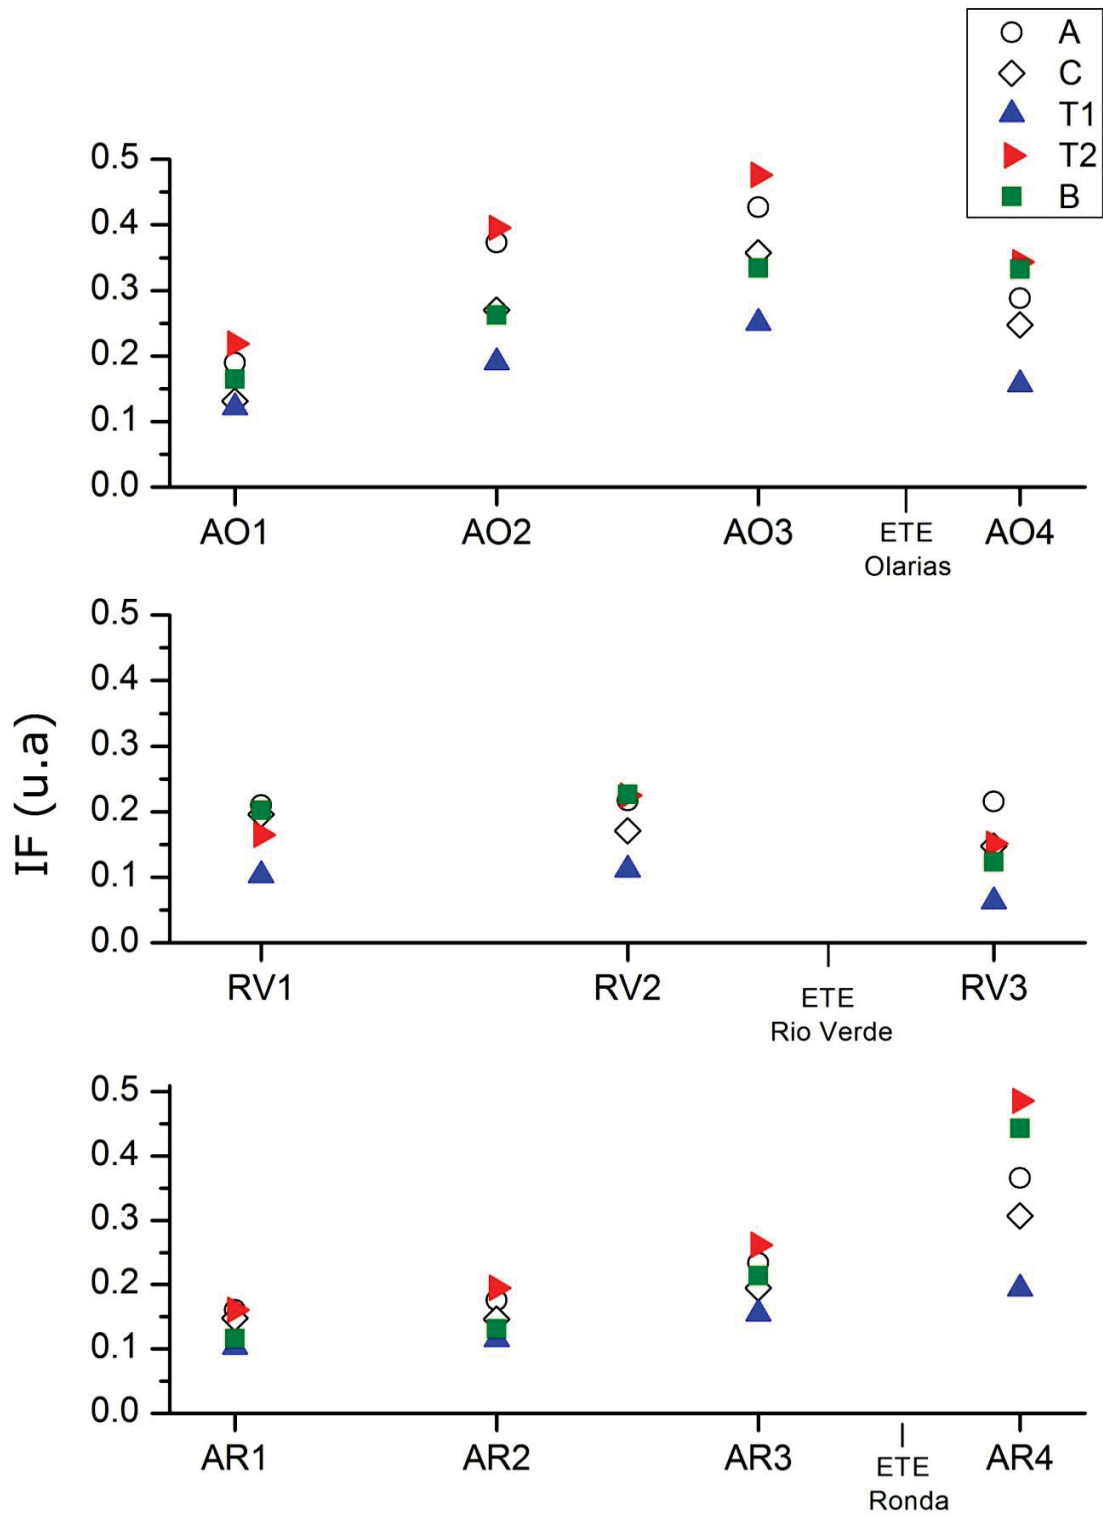 A
C
T1
T2
B
0.5
0.4
0.3
0.2
0.1
0.0
AO1 AO2 AO3 AO4
ETE
Olarias
IF (u.a)
0.5
0.4
0.3
0.2
0.1
0.0
RV1 RV2 RV3
ETE
Rio Verde
0.5
0.4
0.3
0.2
0.1
0.0
AR1 AR2 AR3 AR4
ETE
Ronda